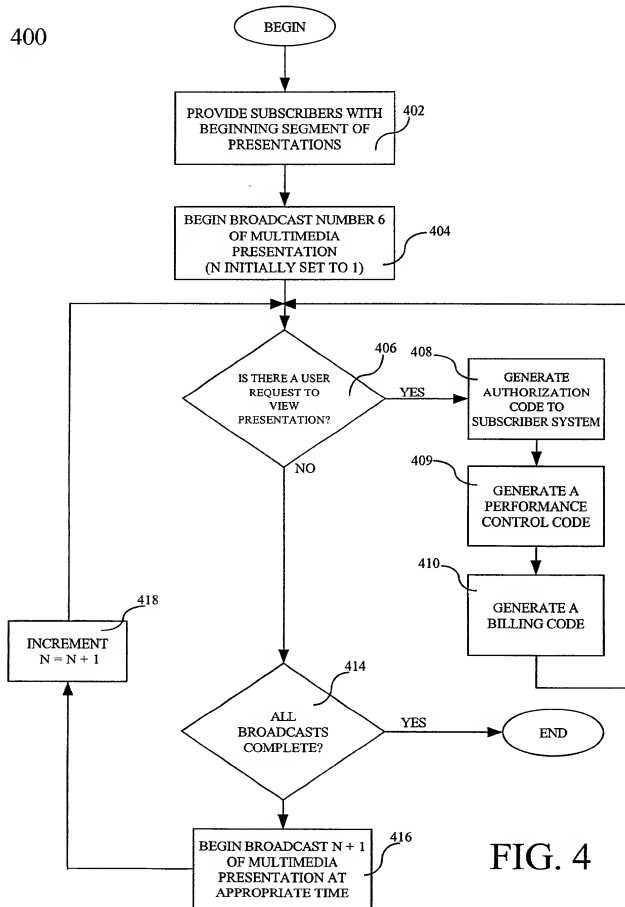 400
BEGIN
PROVIDE SUBSCRIBERS WITH
BEGINNING SEGMENT OF
PRESENTATIONS
402
BEGIN BROADCAST NUMBER 6
OF MULTIMEDIA
PRESENTATION
(N INITIALLY SET TO 1)
404
IS THERE A USER
REQUEST TO
VIEW
PRESENTATION?
406
YES
NO
408
GENERATE
AUTHORIZATION
CODE TO
SUBSCRIBER SYSTEM
409
GENERATE A
PERFORMANCE
CONTROL CODE
410
GENERATE A
BILLING CODE
418
INCREMENT
N = N + 1
414
ALL
BROADCASTS
COMPLETE?
YES
END
BEGIN BROADCAST N + 1
OF MULTIMEDIA
PRESENTATION AT
APPROPRIATE TIME
416
FIG. 4